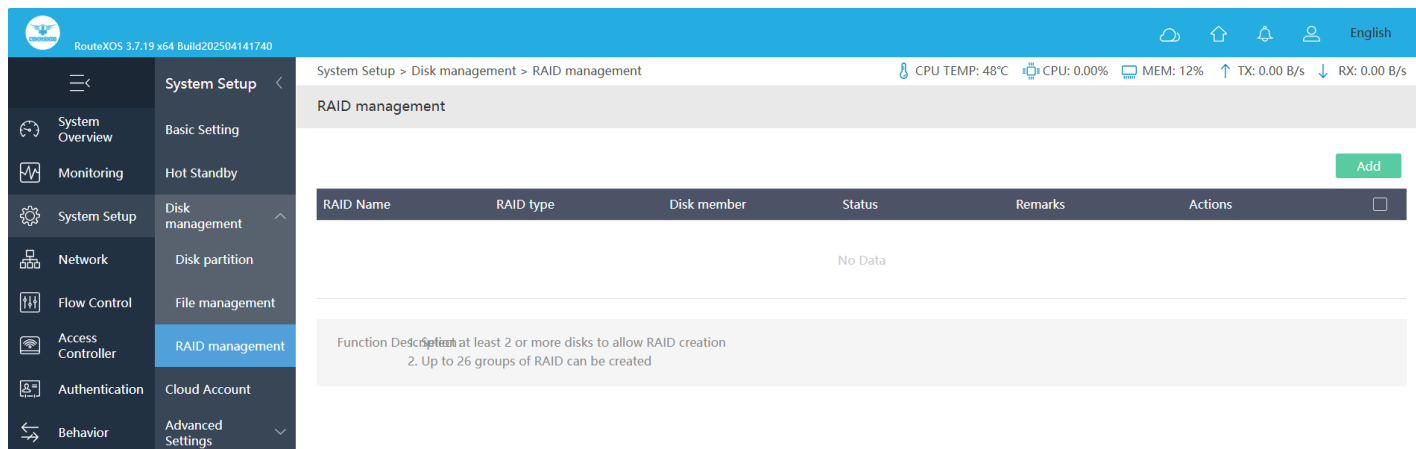 COMMANDO
RouteXOS 3.7.19 x64 Build202504141740
English
System Setup
System Setup > Disk management > RAID management
CPU TEMP: 48℃ CPU: 0.00% MEM: 12% TX: 0.00 B/s RX: 0.00 B/s
RAID management
System
Overview
Monitoring
System Setup
Network
Flow Control
Access
Controller
Authentication
Behavior
Basic Setting
Hot Standby
Disk
management
Disk partition
File management
RAID management
Cloud Account
Advanced
Settings
Add
RAID Name RAID type Disk member Status Remarks Actions
No Data
Function Description:
1. Select at least 2 or more disks to allow RAID creation
2. Up to 26 groups of RAID can be created